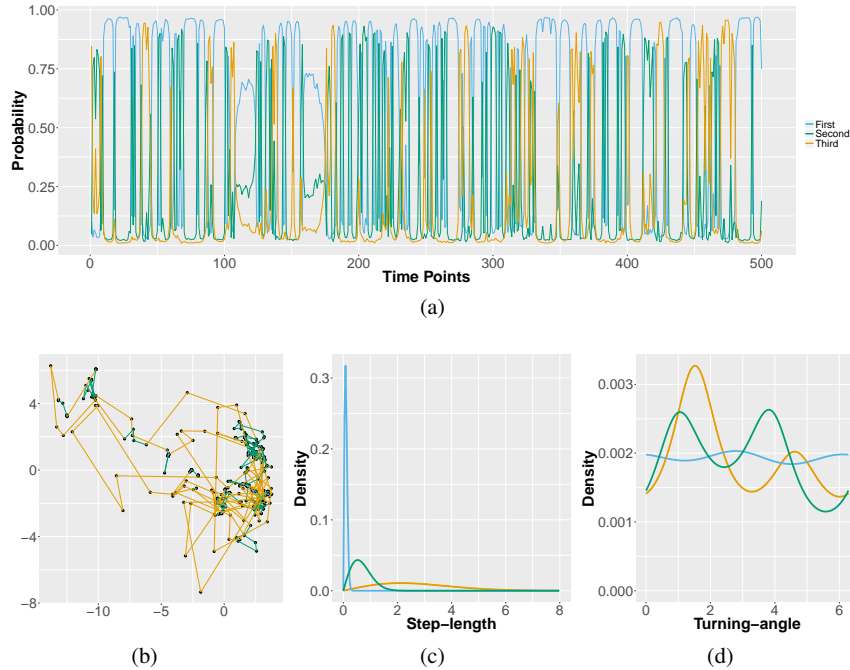 1.00
0.75
0.50
0.25
0.00
Probability
0 100 200 300 400 500
Time Points
First
Second
Third
(a)
4
0
−4
−8
−10 −5 0
(b)
0.3
0.2
0.1
0.0
Density
0 2 4 6 8
Step−length
(c)
0.003
0.002
0.001
0.000
Density
0 2 4 6
Turning−angle
(d)